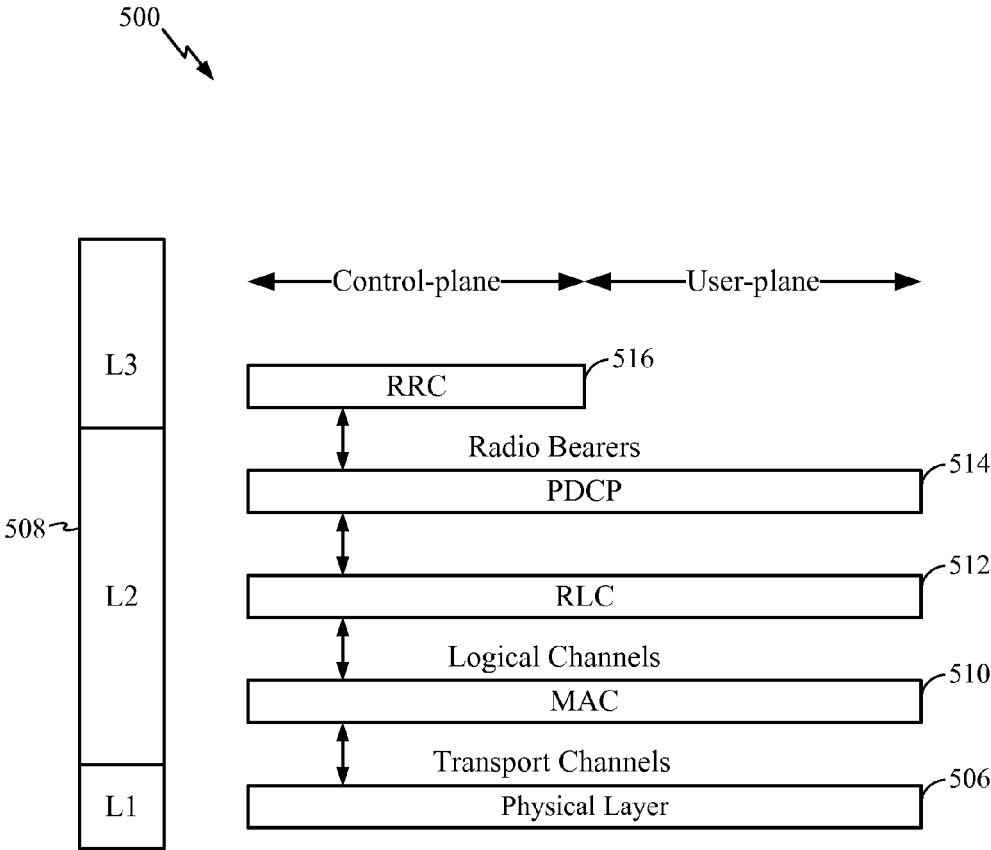 500
Control-plane
User-plane
L3
RRC
516
Radio Bearers
PDCP
514
508
L2
RLC
512
Logical Channels
MAC
510
Transport Channels
L1
Physical Layer
506